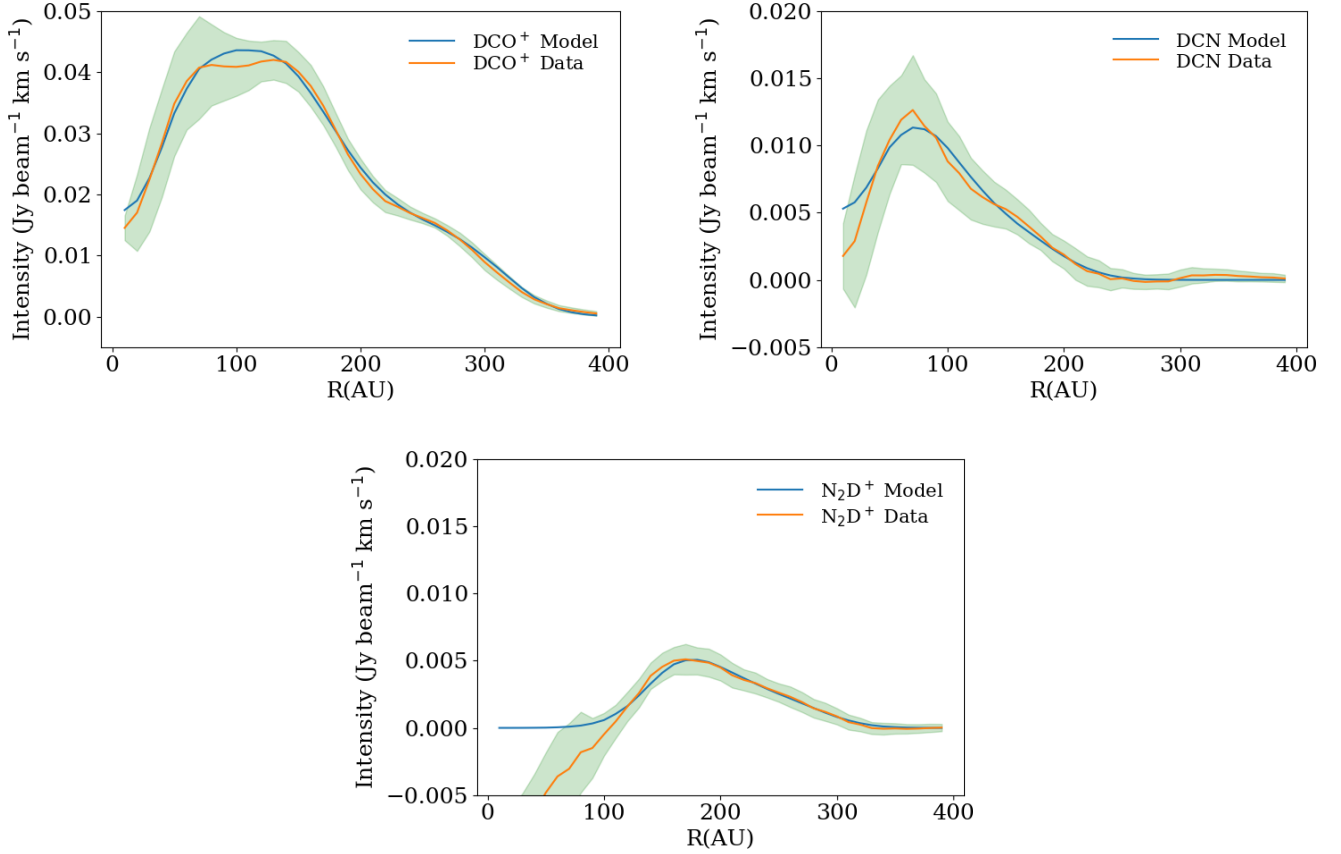 0.05
0.04
0.03
0.02
0.01
0.00
Intensity (Jy beam⁻¹ km s⁻¹)
DCO⁺ Model
DCO⁺ Data
0 100 200 300 400
R(AU)
0.020
0.015
0.010
0.005
0.000
−0.005
Intensity (Jy beam⁻¹ km s⁻¹)
DCN Model
DCN Data
0 100 200 300 400
R(AU)
0.020
0.015
0.010
0.005
0.000
−0.005
Intensity (Jy beam⁻¹ km s⁻¹)
N₂D⁺ Model
N₂D⁺ Data
0 100 200 300 400
R(AU)